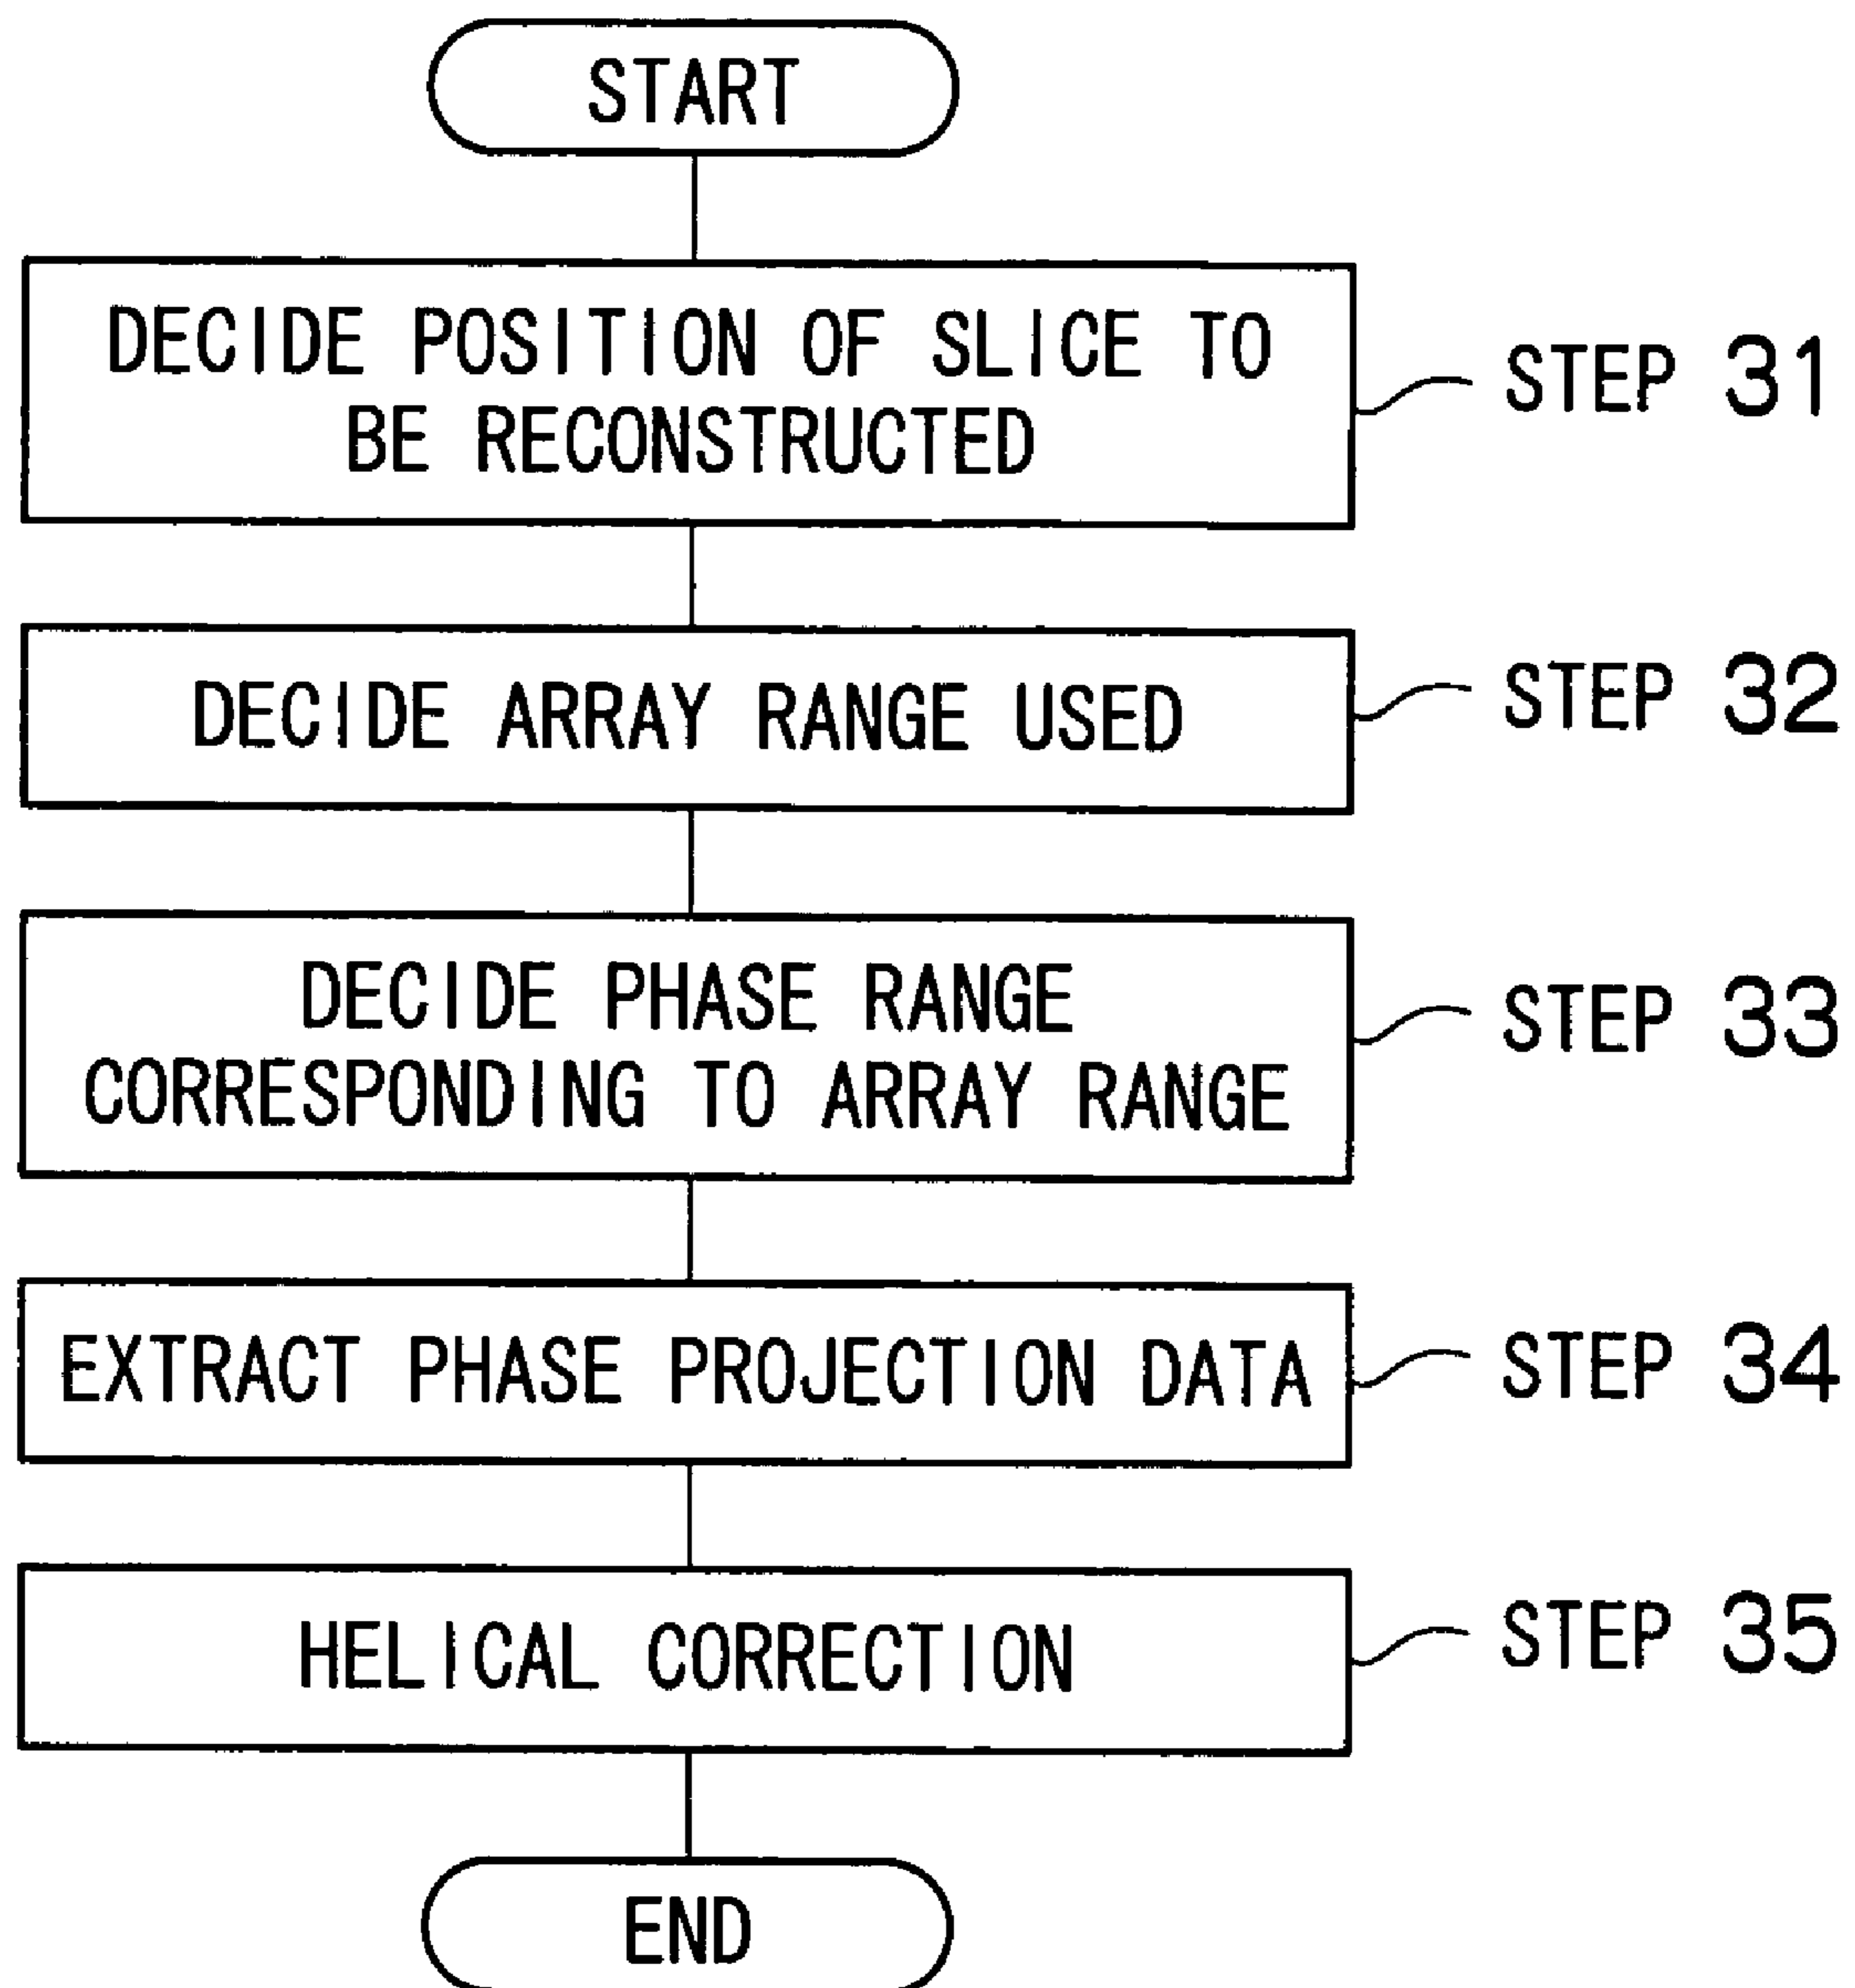 START
DECIDE POSITION OF SLICE TO
BE RECONSTRUCTED
STEP 31
DECIDE ARRAY RANGE USED
STEP 32
DECIDE PHASE RANGE
CORRESPONDING TO ARRAY RANGE
STEP 33
EXTRACT PHASE PROJECTION DATA
STEP 34
HELICAL CORRECTION
STEP 35
END